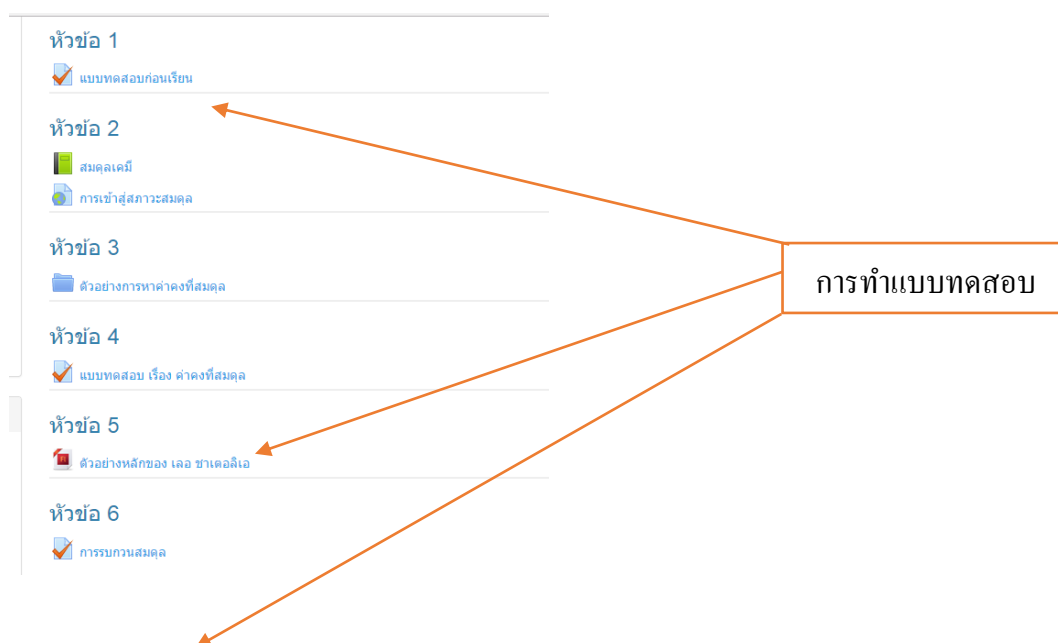 หัวข้อ 1
แบบทดสอบก่อนเรียน
หัวข้อ 2
สมดุลเคมี
การเข้าสู่สภาวะสมดุล
หัวข้อ 3
ตัวอย่างการหาค่าคงที่สมดุล
หัวข้อ 4
แบบทดสอบ เรื่อง ค่าคงที่สมดุล
หัวข้อ 5
ตัวอย่างหลักของ เลอ ชาเตอลิเอ
หัวข้อ 6
การรบกวนสมดุล
การทำแบบทดสอบ